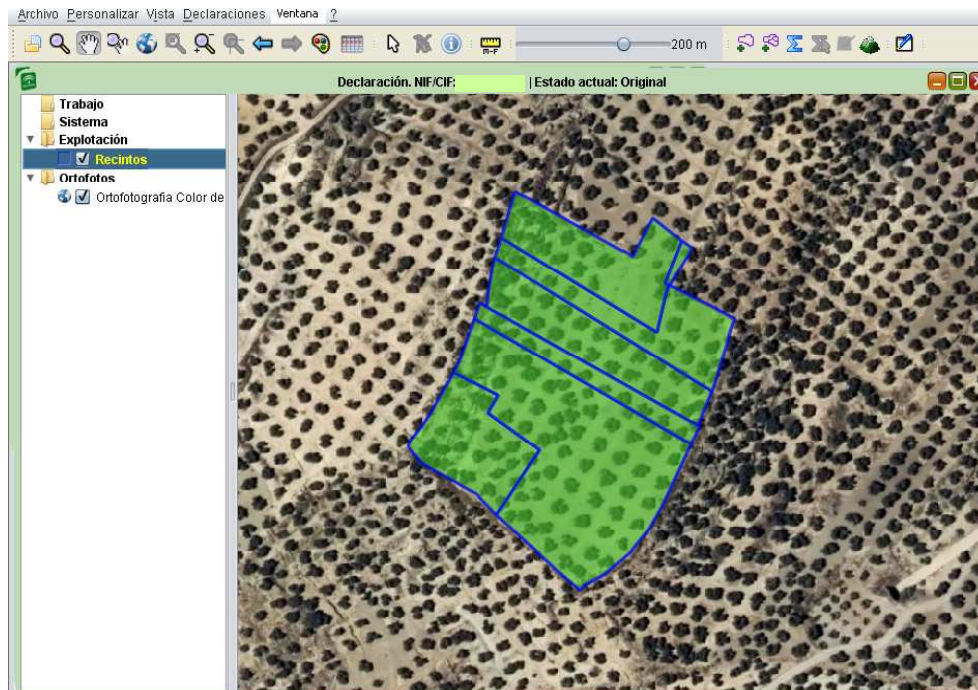 Archivo Personalizar Vista Declaraciones Ventana ?
m-F
200 m
Declaración. NIF/CIF: | Estado actual: Original
Trabajo
Sistema
Explotación
Recintos
Ortofotos
Ortofotografia Color de